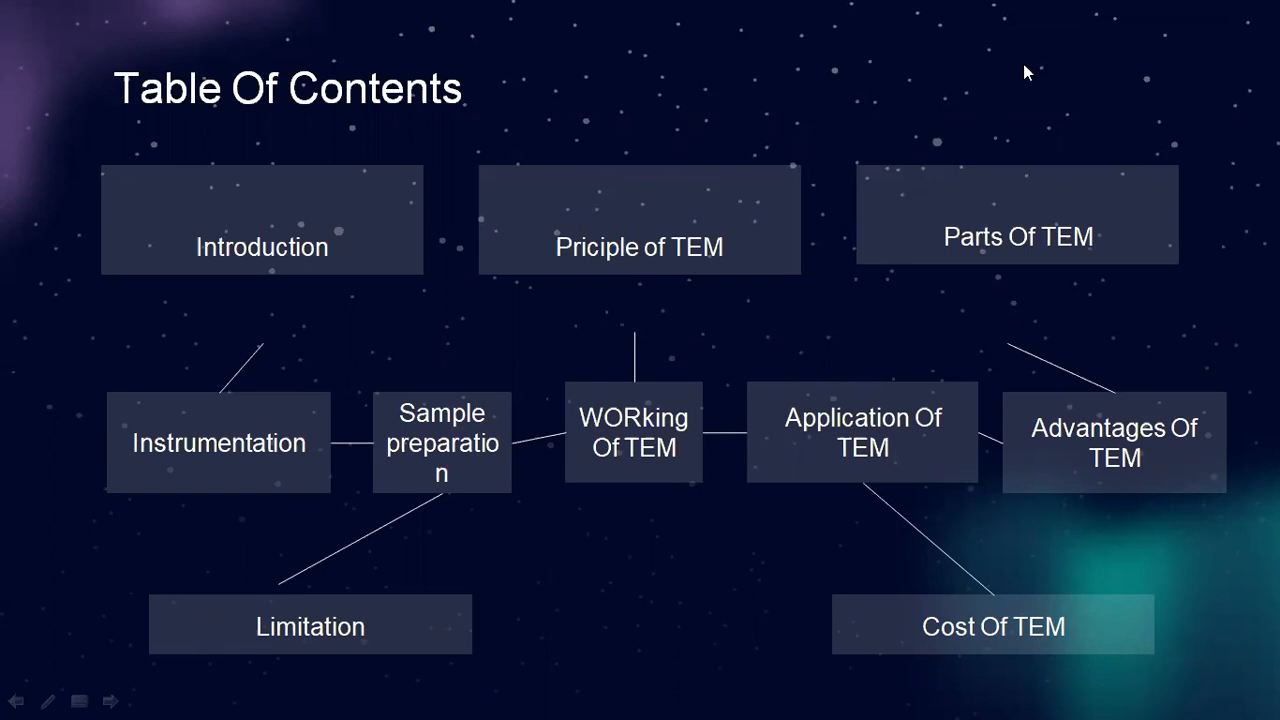 Table Of Contents
Introduction
Priciple of TEM
Parts Of TEM
Instrumentation
Sample
preparatio
n
WORking
Of TEM
Application Of
TEM
Advantages Of
TEM
Limitation
Cost Of TEM